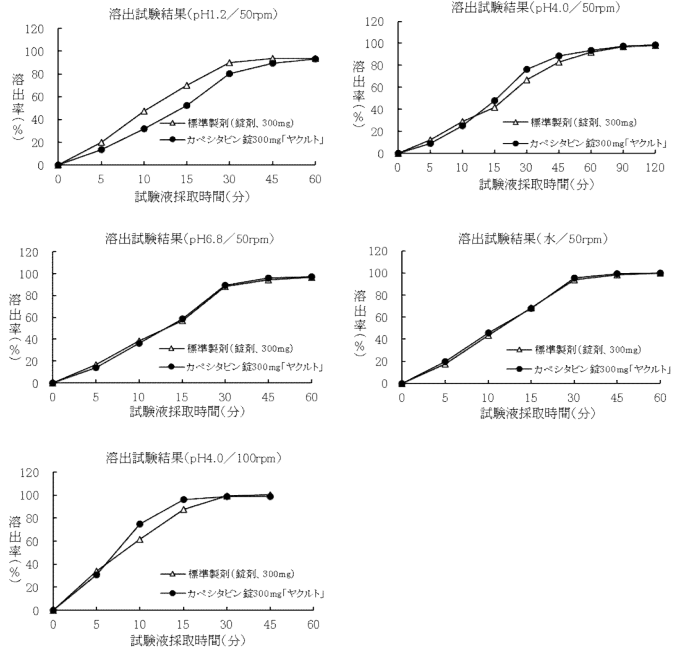 溶出試験結果(pH1.2／50rpm)
120
100
80
60
40
20
0
溶出率(%)
標準製剤(錠剤、300mg)
カペシタビン錠300mg「ヤクルト」
0 5 10 15 30 45 60
試験液採取時間(分)
溶出試験結果(pH4.0／50rpm)
120
100
80
60
40
20
0
溶出率(%)
標準製剤(錠剤、300mg)
カペシタビン錠300mg「ヤクルト」
0 5 10 15 30 45 60 90 120
試験液採取時間(分)
溶出試験結果(pH6.8／50rpm)
120
100
80
60
40
20
0
溶出率(%)
標準製剤(錠剤、300mg)
カペシタビン錠300mg「ヤクルト」
0 5 10 15 30 45 60
試験液採取時間(分)
溶出試験結果(水／50rpm)
120
100
80
60
40
20
0
溶出率(%)
標準製剤(錠剤、300mg)
カペシタビン錠300mg「ヤクルト」
0 5 10 15 30 45 60
試験液採取時間(分)
溶出試験結果(pH4.0／100rpm)
120
100
80
60
40
20
0
溶出率(%)
標準製剤(錠剤、300mg)
カペシタビン錠300mg「ヤクルト」
0 5 10 15 30 45 60
試験液採取時間(分)